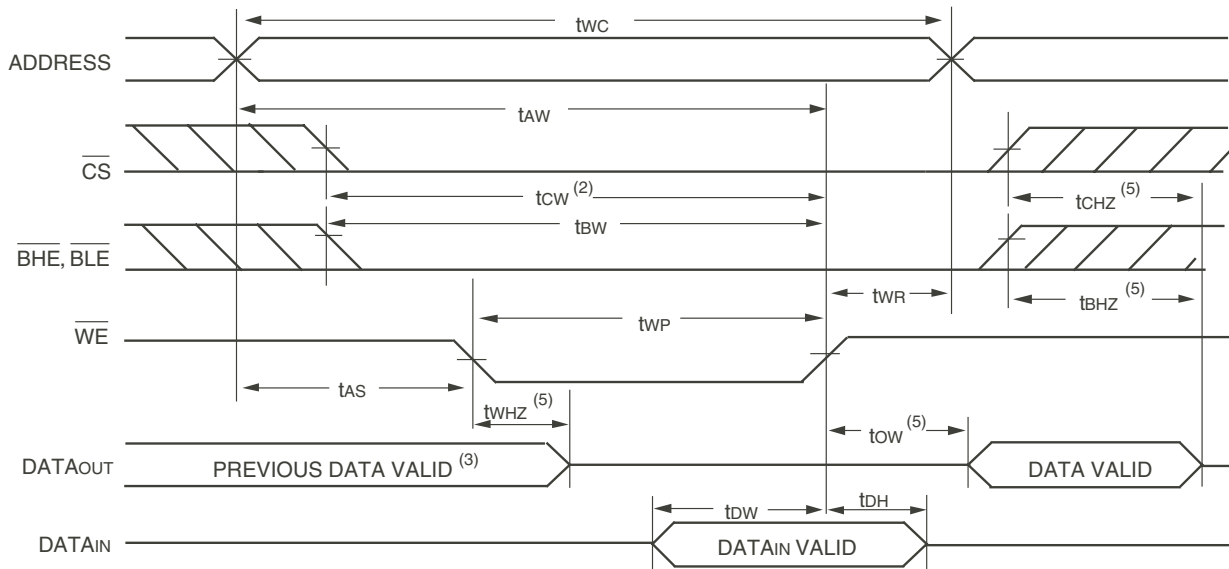 tWC
ADDRESS
tAW
CS
tCW (2)
tCHZ (5)
tBW
BHE, BLE
tWR
tBHZ (5)
tWP
WE
tAS
tWHZ (5)
tOW (5)
DATAOUT
PREVIOUS DATA VALID (3)
DATA VALID
tDW
tDH
DATAIN
DATAIN VALID